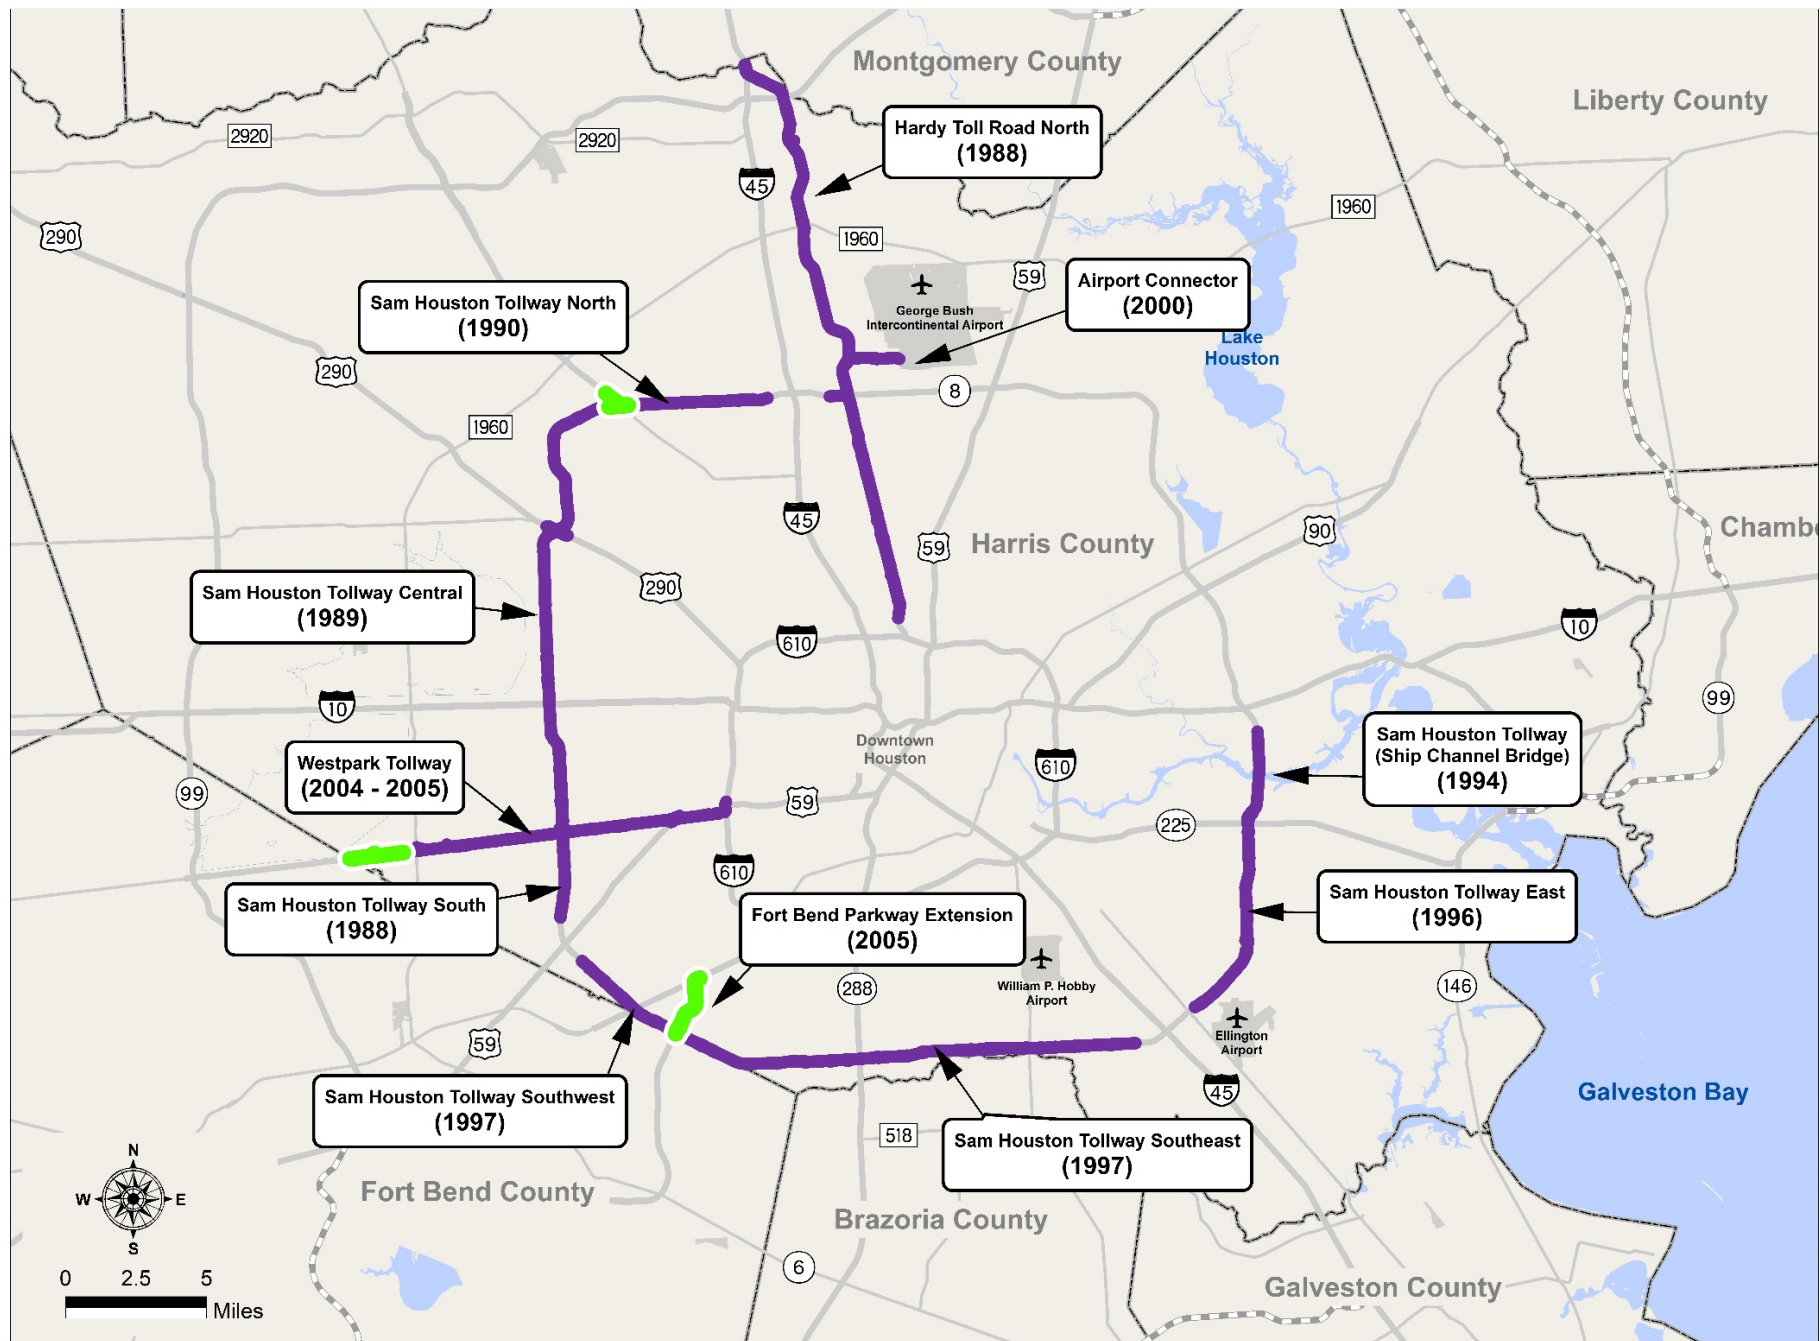 Montgomery County
Liberty County
Hardy Toll Road North
(1988)
2920
2920
45
1960
290
1960
59
Airport Connector
(2000)
George Bush
Intercontinental Airport
Sam Houston Tollway North
(1990)
Lake
Houston
290
8
1960
45
59
Harris County
90
Chambe
Sam Houston Tollway Central
(1989)
290
610
10
10
99
Sam Houston Tollway
(Ship Channel Bridge)
(1994)
Downtown
Houston
Westpark Tollway
(2004 - 2005)
610
99
59
225
610
Sam Houston Tollway South
(1988)
Sam Houston Tollway East
(1996)
Fort Bend Parkway Extension
(2005)
William P. Hobby
Airport
288
146
Ellington
Airport
59
45
Galveston Bay
Sam Houston Tollway Southwest
(1997)
518
Sam Houston Tollway Southeast
(1997)
N
W
E
S
Fort Bend County
Brazoria County
6
Galveston County
0 2.5 5
Miles